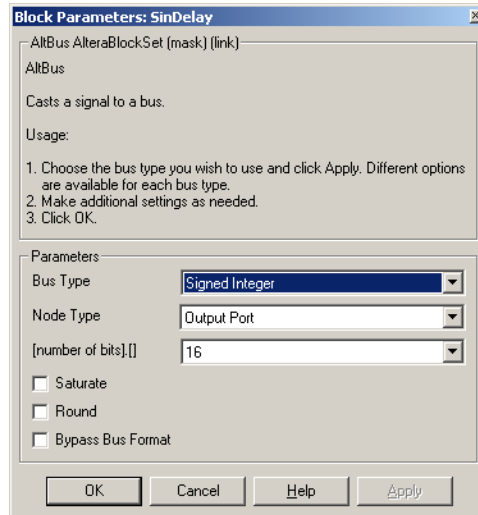 Block Parameters: SinDelay
AltBus AlteraBlockSet (mask) (link)
AltBus
Casts a signal to a bus.
Usage:
1. Choose the bus type you wish to use and click Apply. Different options
are available for each bus type.
2. Make additional settings as needed.
3. Click OK.
Parameters
Bus Type Signed Integer
Node Type Output Port
[number of bits].[] 16
Saturate
Round
Bypass Bus Format
OK Cancel Help Apply